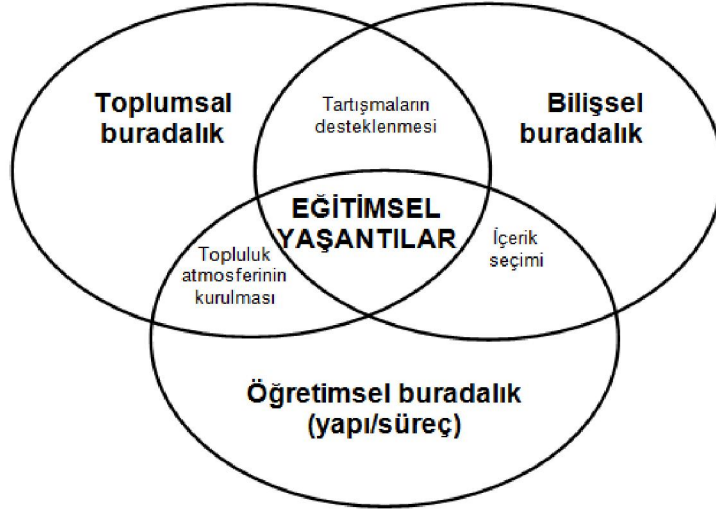 Toplumsal
buradalık
Tartışmaların
desteklenmesi
Bilişsel
buradalık
EĞİTİMSEL
YAŞANTILAR
Topluluk
atmosferinin
kurulması
İçerik
seçimi
Öğretimsel buradalık
(yapı/süreç)